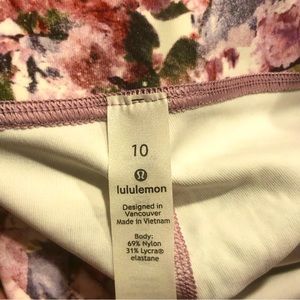 10
lululemon
Designed in
Vancouver
Made in Vietnam
Body:
69% Nylon
31% Lycra®
elastane